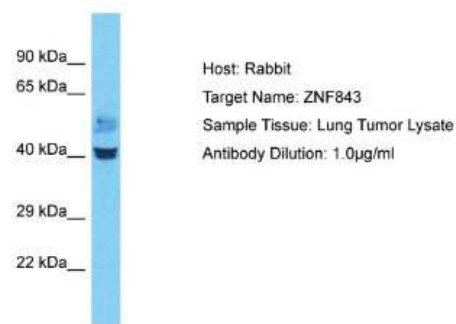 90 kDa
65 kDa
40 kDa
29 kDa
22 kDa
Host: Rabbit
Target Name: ZNF843
Sample Tissue: Lung Tumor Lysate
Antibody Dilution: 1.0µg/ml